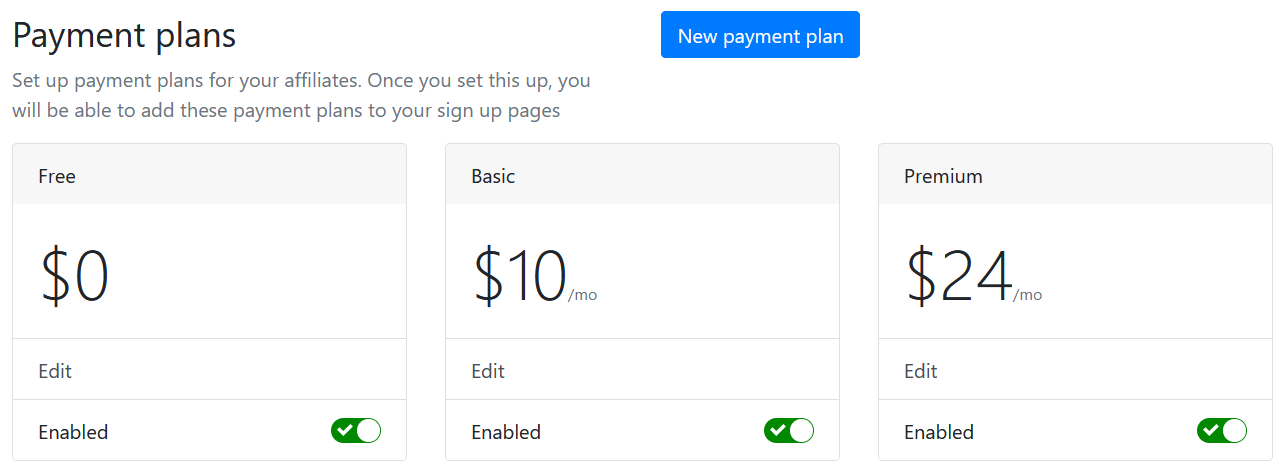 Payment plans
New payment plan
Set up payment plans for your affiliates. Once you set this up, you
will be able to add these payment plans to your sign up pages
Free
$0
Edit
Enabled
Basic
$10/mo
Edit
Enabled
Premium
$24/mo
Edit
Enabled